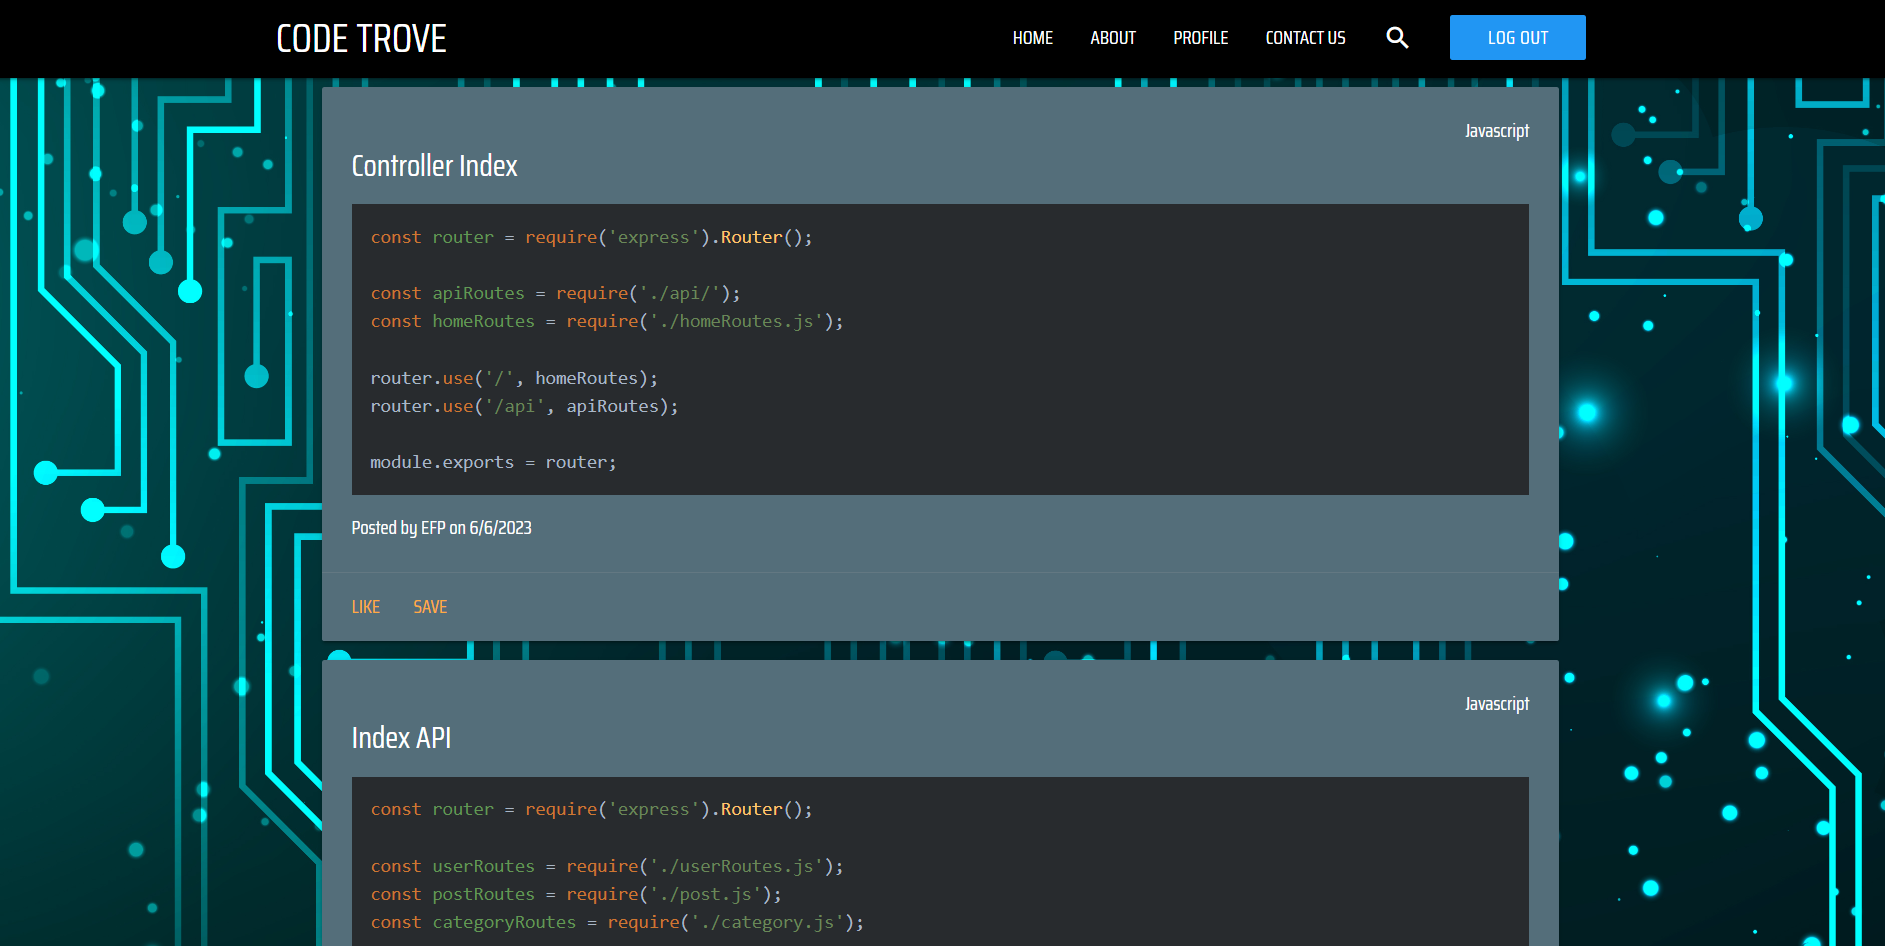 CODE TROVE
HOME ABOUT PROFILE CONTACT US LOG OUT
Javascript
Controller Index
const router = require('express').Router();
const apiRoutes = require('./api/');
const homeRoutes = require('./homeRoutes.js');
router.use('/', homeRoutes);
router.use('/api', apiRoutes);
module.exports = router;
Posted by EFP on 6/6/2023
LIKE SAVE
Javascript
Index API
const router = require('express').Router();
const userRoutes = require('./userRoutes.js');
const postRoutes = require('./post.js');
const categoryRoutes = require('./category.js');